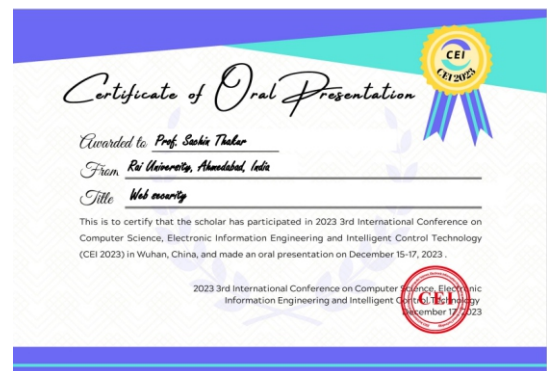 CEI
CEI 2023
Certificate of Oral Presentation
Awarded to Prof. Sachin Thakar
From Rai University, Ahmedabad, India
Title Web security
This is to certify that the scholar has participated in 2023 3rd International Conference on
Computer Science, Electronic Information Engineering and Intelligent Control Technology
(CEI 2023) in Wuhan, China, and made an oral presentation on December 15-17, 2023 .
2023 3rd International Conference on Computer Science, Electronic
Information Engineering and Intelligent Control Technology
December 17, 2023
CEI